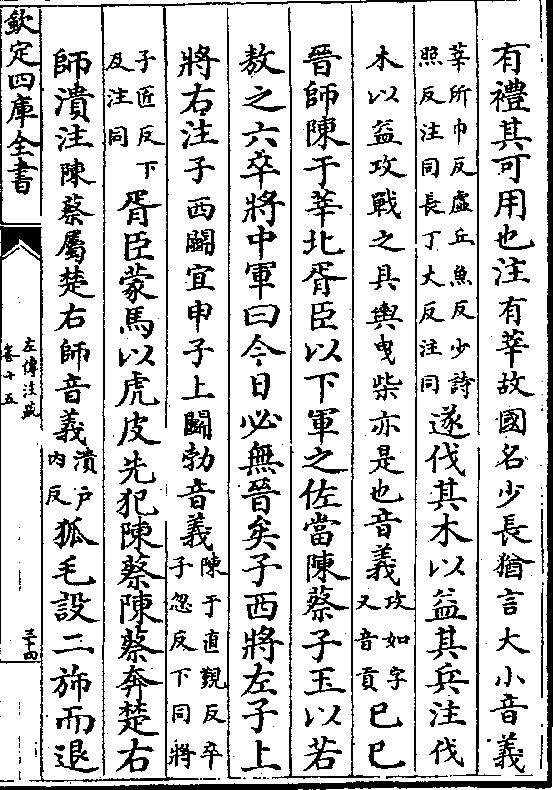 有禮其可用也注有莘故國名少長猶言大小音義
莘所巾反虛丘魚反少詩
照反注同長丁大反注同
遂伐其木以益其兵注伐
木以益攻戰之具輿曳柴亦是也音義
攻如字
又音貢
己巳
晉師陳于莘北胥臣以下軍之佐當陳蔡子玉以若
敖之六卒將中軍曰今日必無晉矣子西將左子上
將右注子西鬭宜申子上鬭勃音義
陳于直覲反卒
子忽反下同將
子匠反下
及注同
胥臣蒙馬以虎皮先犯陳蔡陳蔡奔楚右
師潰注陳蔡屬楚右師音義
潰戶
內反
狐毛設二旆而退
欽定四庫全書
左傳注疏
卷十五
三十四